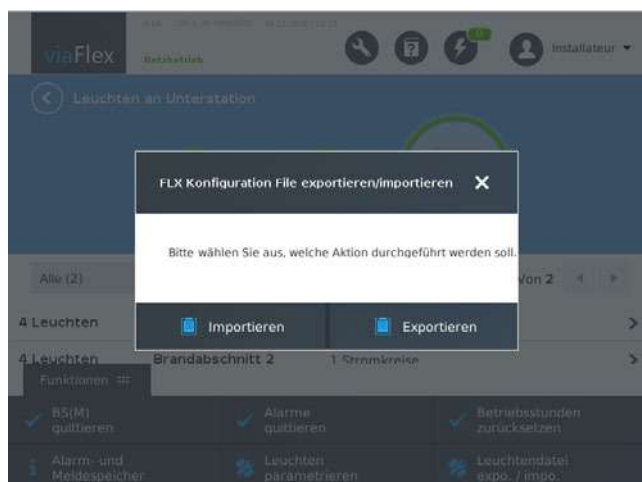 viaFlex
Netzbetrieb
Installateur
Leuchten an Unterstation
FLX Konfiguration File exportieren/importieren
Bitte wählen Sie aus, welche Aktion durchgeführt werden soll.
Alle (2)
Von 2
4 Leuchten
Importieren
Exportieren
4 Leuchten Brandabschnitt 2 1 Stromkreise
Funktionen
BS(M)
quittieren
Alarme
quittieren
Betriebsstunden
zurücksetzen
Alarm- und
Meldespeicher
Leuchten
parametrieren
Leuchtendatei
expo. / impo.